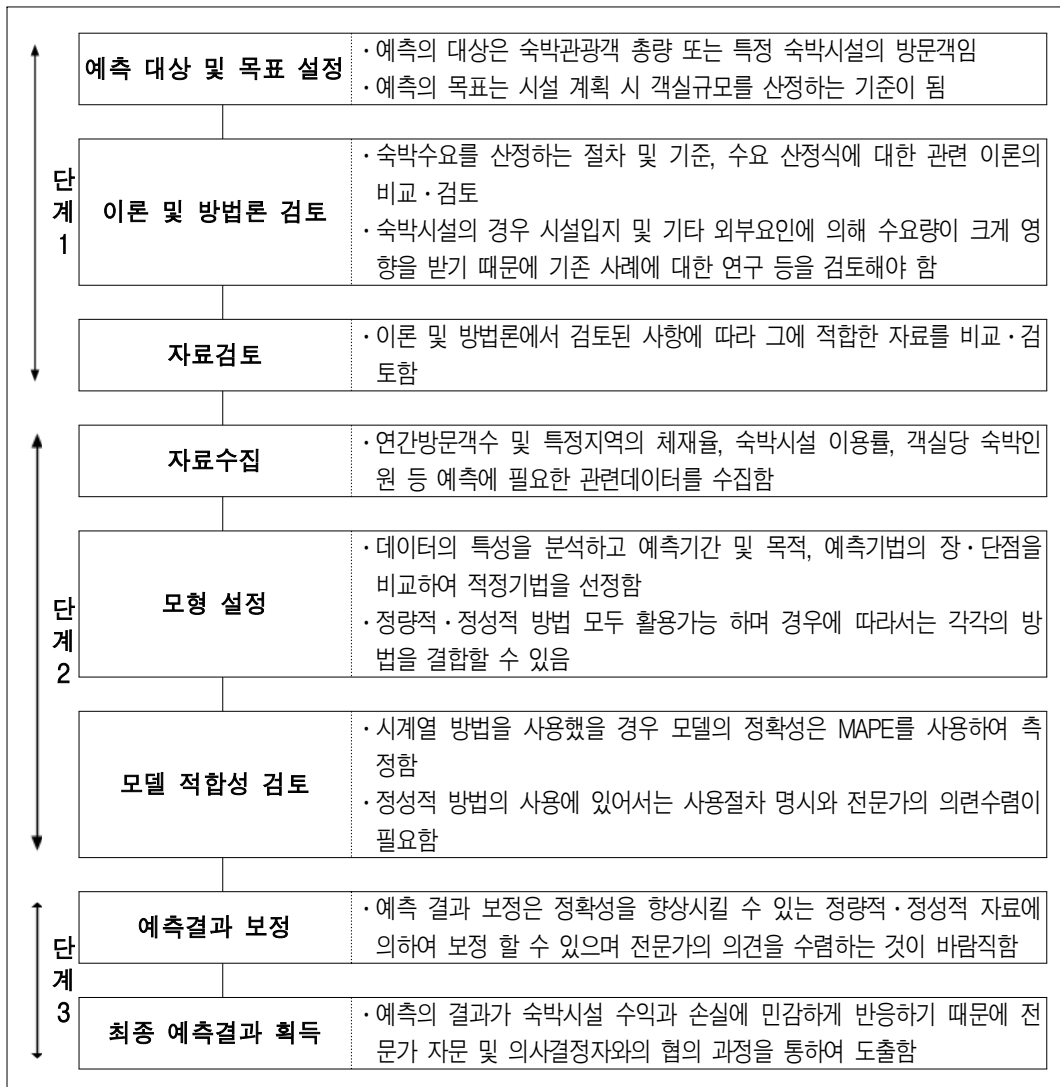 단
계
1
예측 대상 및 목표 설정
·예측의 대상은 숙박관광객 총량 또는 특정 숙박시설의 방문객임
·예측의 목표는 시설 계획 시 객실규모를 산정하는 기준이 됨
이론 및 방법론 검토
·숙박수요를 산정하는 절차 및 기준, 수요 산정식에 대한 관련 이론의
비교·검토
·숙박시설의 경우 시설입지 및 기타 외부요인에 의해 수요량이 크게 영
향을 받기 때문에 기존 사례에 대한 연구 등을 검토해야 함
자료검토
·이론 및 방법론에서 검토된 사항에 따라 그에 적합한 자료를 비교·검
토함
단
계
2
자료수집
·연간방문객수 및 특정지역의 체재율, 숙박시설 이용률, 객실당 숙박인
원 등 예측에 필요한 관련데이터를 수집함
모형 설정
·데이터의 특성을 분석하고 예측기간 및 목적, 예측기법의 장·단점을
비교하여 적정기법을 선정함
·정량적·정성적 방법 모두 활용가능 하며 경우에 따라서는 각각의 방
법을 결합할 수 있음
모델 적합성 검토
·시계열 방법을 사용했을 경우 모델의 정확성은 MAPE를 사용하여 측
정함
·정성적 방법의 사용에 있어서는 사용절차 명시와 전문가의 의련수렴이
필요함
단
계
3
예측결과 보정
·예측 결과 보정은 정확성을 향상시킬 수 있는 정량적·정성적 자료에
의하여 보정 할 수 있으며 전문가의 의견을 수렴하는 것이 바람직함
최종 예측결과 획득
·예측의 결과가 숙박시설 수익과 손실에 민감하게 반응하기 때문에 전
문가 자문 및 의사결정자와의 협의 과정을 통하여 도출함